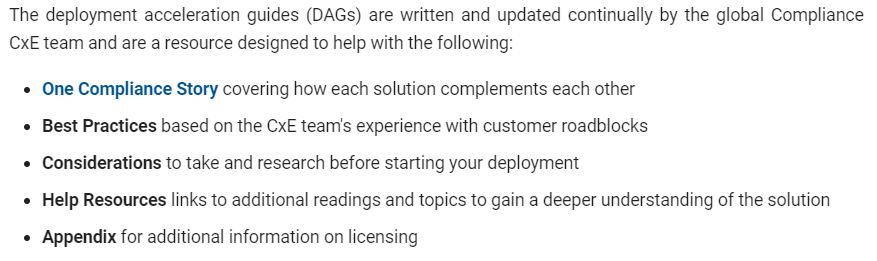 The deployment acceleration guides (DAGs) are written and updated continually by the global Compliance
CxE team and are a resource designed to help with the following:
• One Compliance Story covering how each solution complements each other
• Best Practices based on the CxE team's experience with customer roadblocks
• Considerations to take and research before starting your deployment
• Help Resources links to additional readings and topics to gain a deeper understanding of the solution
• Appendix for additional information on licensing